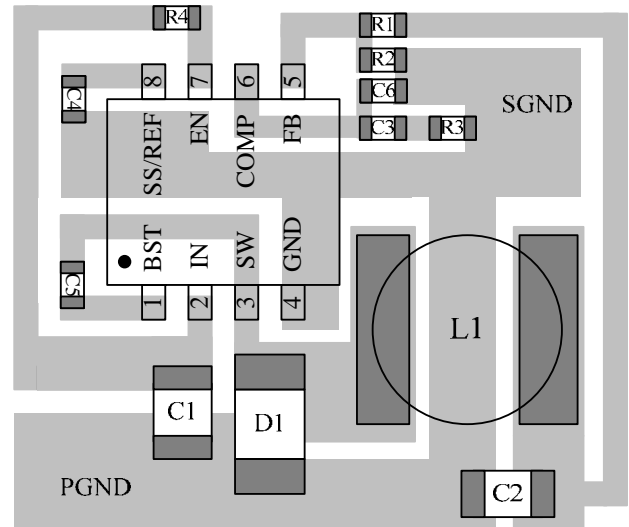 R4
R1
R2
C6
C3
R3
SGND
C4
8
7
6
5
SS/REF
EN
COMP
FB
BST
IN
SW
GND
C5
1
2
3
4
L1
C1
D1
PGND
C2